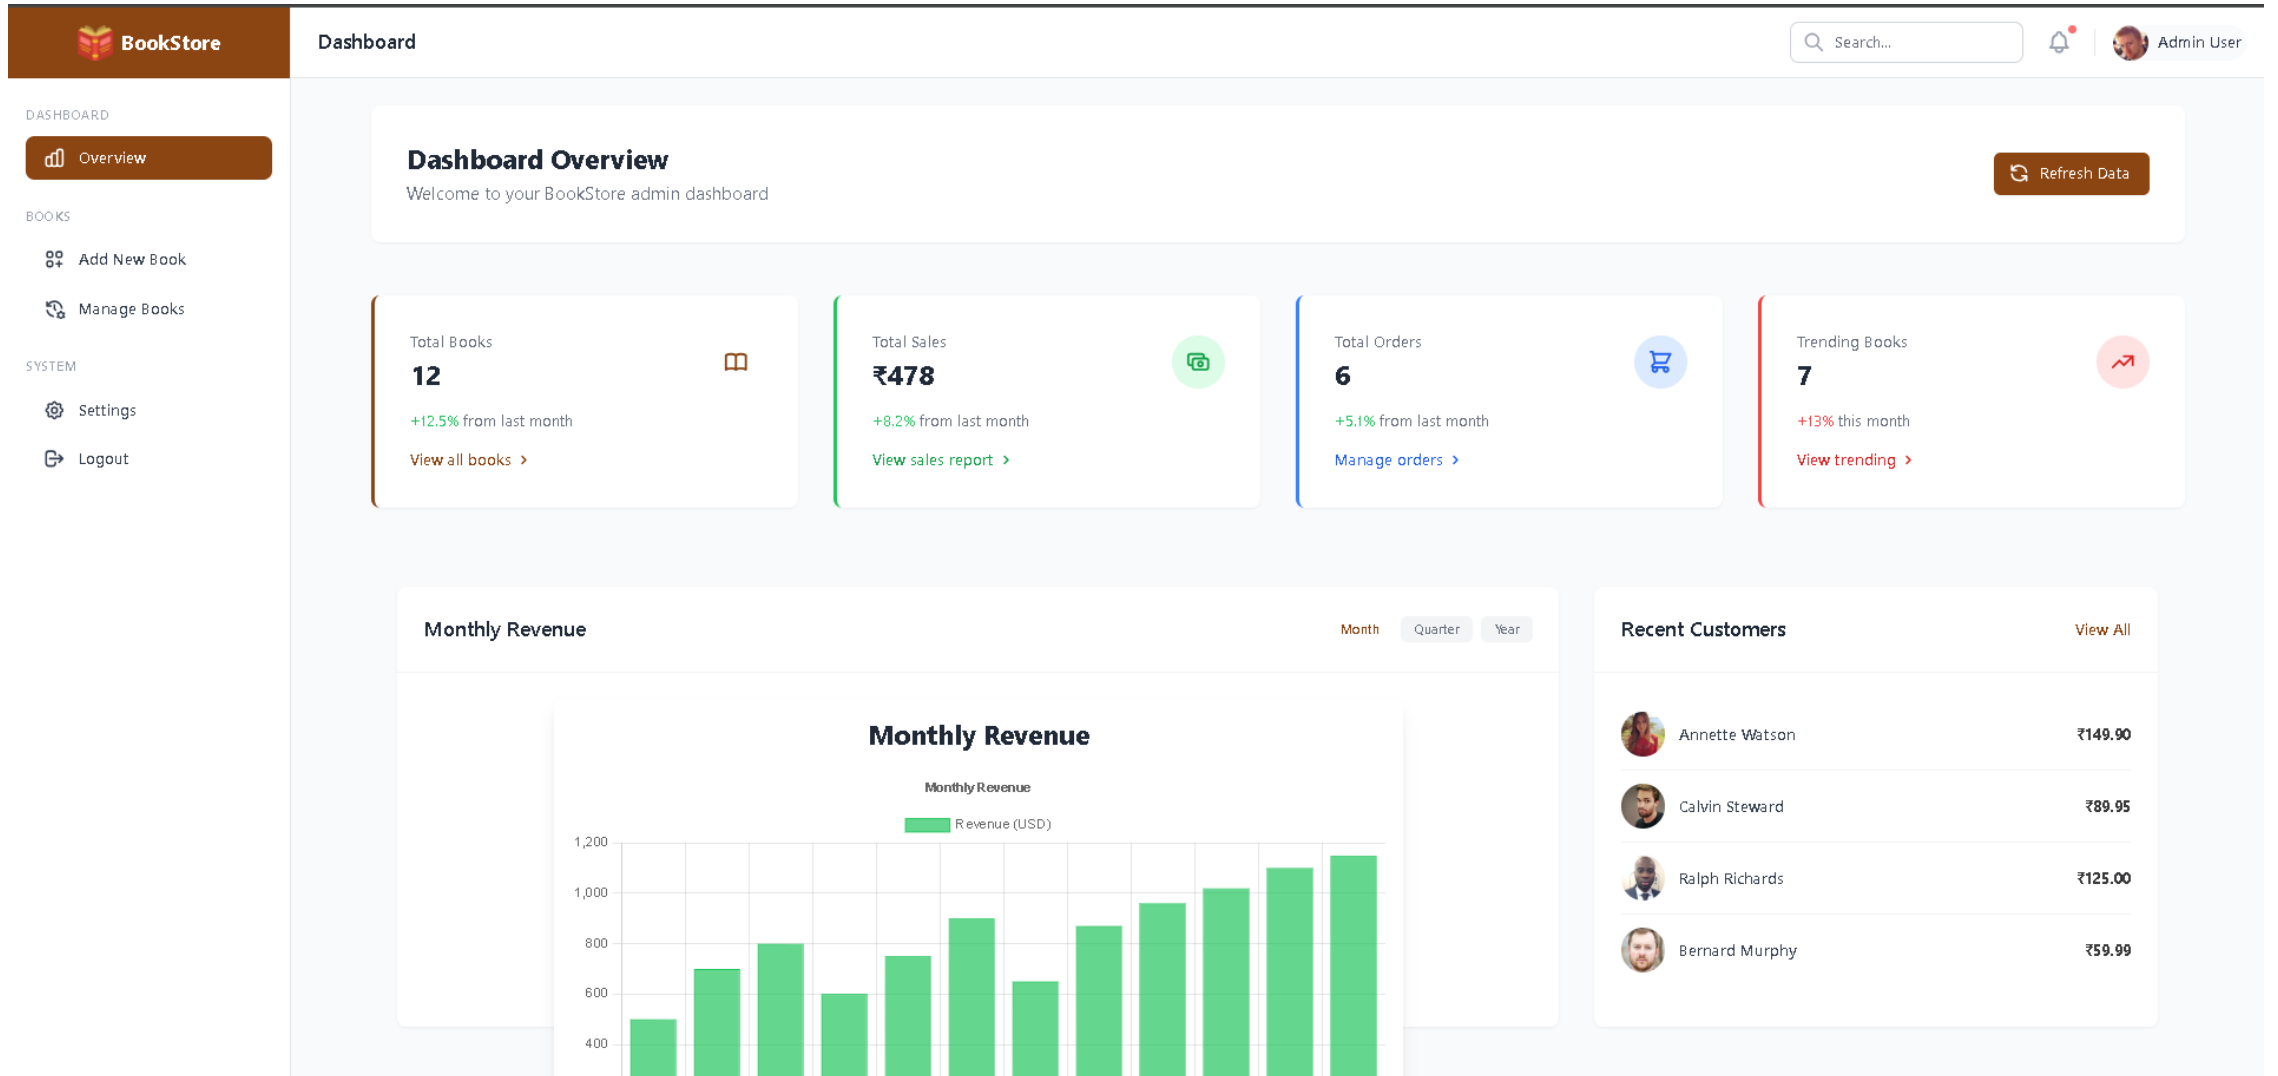 BookStore
Dashboard
Search...
Admin User
DASHBOARD
Overview
BOOKS
Add New Book
Manage Books
SYSTEM
Settings
Logout
Dashboard Overview
Welcome to your BookStore admin dashboard
Refresh Data
Total Books
12
+12.5% from last month
View all books
Total Sales
₹478
+8.2% from last month
View sales report
Total Orders
6
+5.1% from last month
Manage orders
Trending Books
7
+13% this month
View trending
Monthly Revenue
Month Quarter Year
Monthly Revenue
Monthly Revenue
Revenue (USD)
1,200
1,000
800
600
400
Recent Customers
View All
Annette Watson ₹149.90
Calvin Steward ₹89.95
Ralph Richards ₹125.00
Bernard Murphy ₹59.99